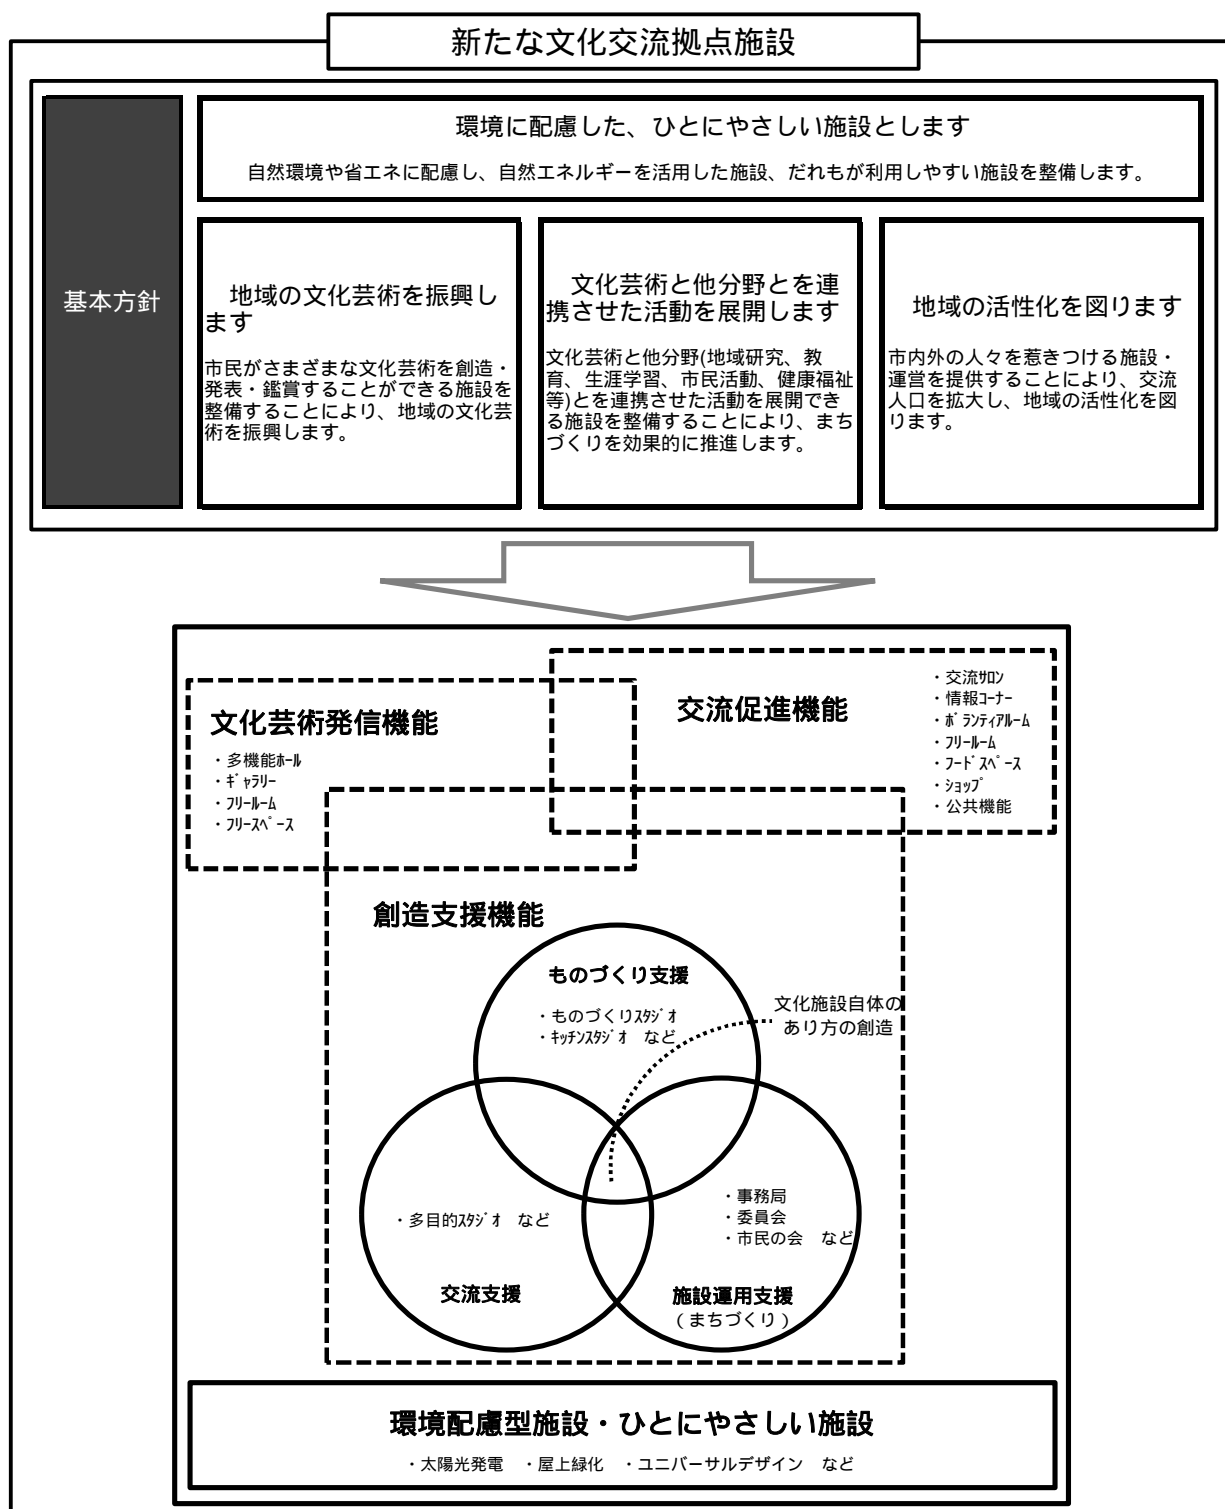 新たな文化交流拠点施設
基本方針
環境に配慮した、ひとにやさしい施設とします
自然環境や省エネに配慮し、自然エネルギーを活用した施設、だれもが利用しやすい施設を整備します。
地域の文化芸術を振興し
ます
市民がさまざまな文化芸術を創造・
発表・鑑賞することができる施設を
整備することにより、地域の文化芸
術を振興します。
文化芸術と他分野とを連
携させた活動を展開します
文化芸術と他分野(地域研究、教
育、生涯学習、市民活動、健康福祉
等)とを連携させた活動を展開でき
る施設を整備することにより、まち
づくりを効果的に推進します。
地域の活性化を図ります
市内外の人々を惹きつける施設・
運営を提供することにより、交流
人口を拡大し、地域の活性化を図
ります。
文化芸術発信機能
・多機能ﾎｰﾙ
・ｷﾞｬﾗﾘｰ
・ﾌﾘｰﾙｰﾑ
・ﾌﾘｰｽﾍﾟｰｽ
交流促進機能
・交流ｻﾛﾝ
・情報ｺｰﾅｰ
・ﾎﾞﾗﾝﾃｨｱﾙｰﾑ
・ﾌﾘｰﾙｰﾑ
・ﾌｰﾄﾞｽﾍﾟｰｽ
・ｼｮｯﾌﾟ
・公共機能
創造支援機能
ものづくり支援
・ものづくりｽﾀｼﾞｵ
・ｷｯﾁﾝｽﾀｼﾞｵ　など
文化施設自体の
あり方の創造
・多目的ｽﾀｼﾞｵ　など
交流支援
・事務局
・委員会
・市民の会　など
施設運用支援
（まちづくり）
環境配慮型施設・ひとにやさしい施設
・太陽光発電　・屋上緑化　・ユニバーサルデザイン　など